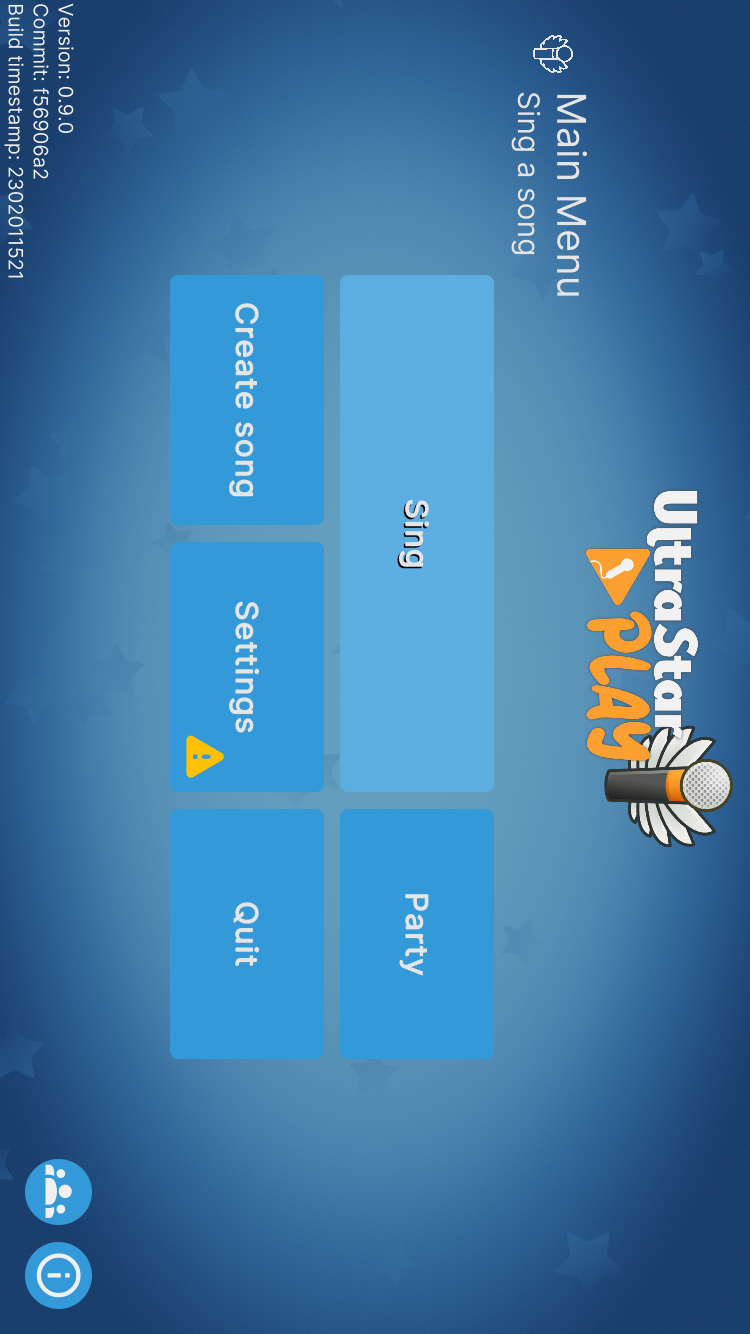 UltraStar
PLAY
Main Menu
Sing a song
Sing
Party
Create song
Settings
Quit
Version: 0.9.0
Commit: f56906a2
Build timestamp: 2302011521